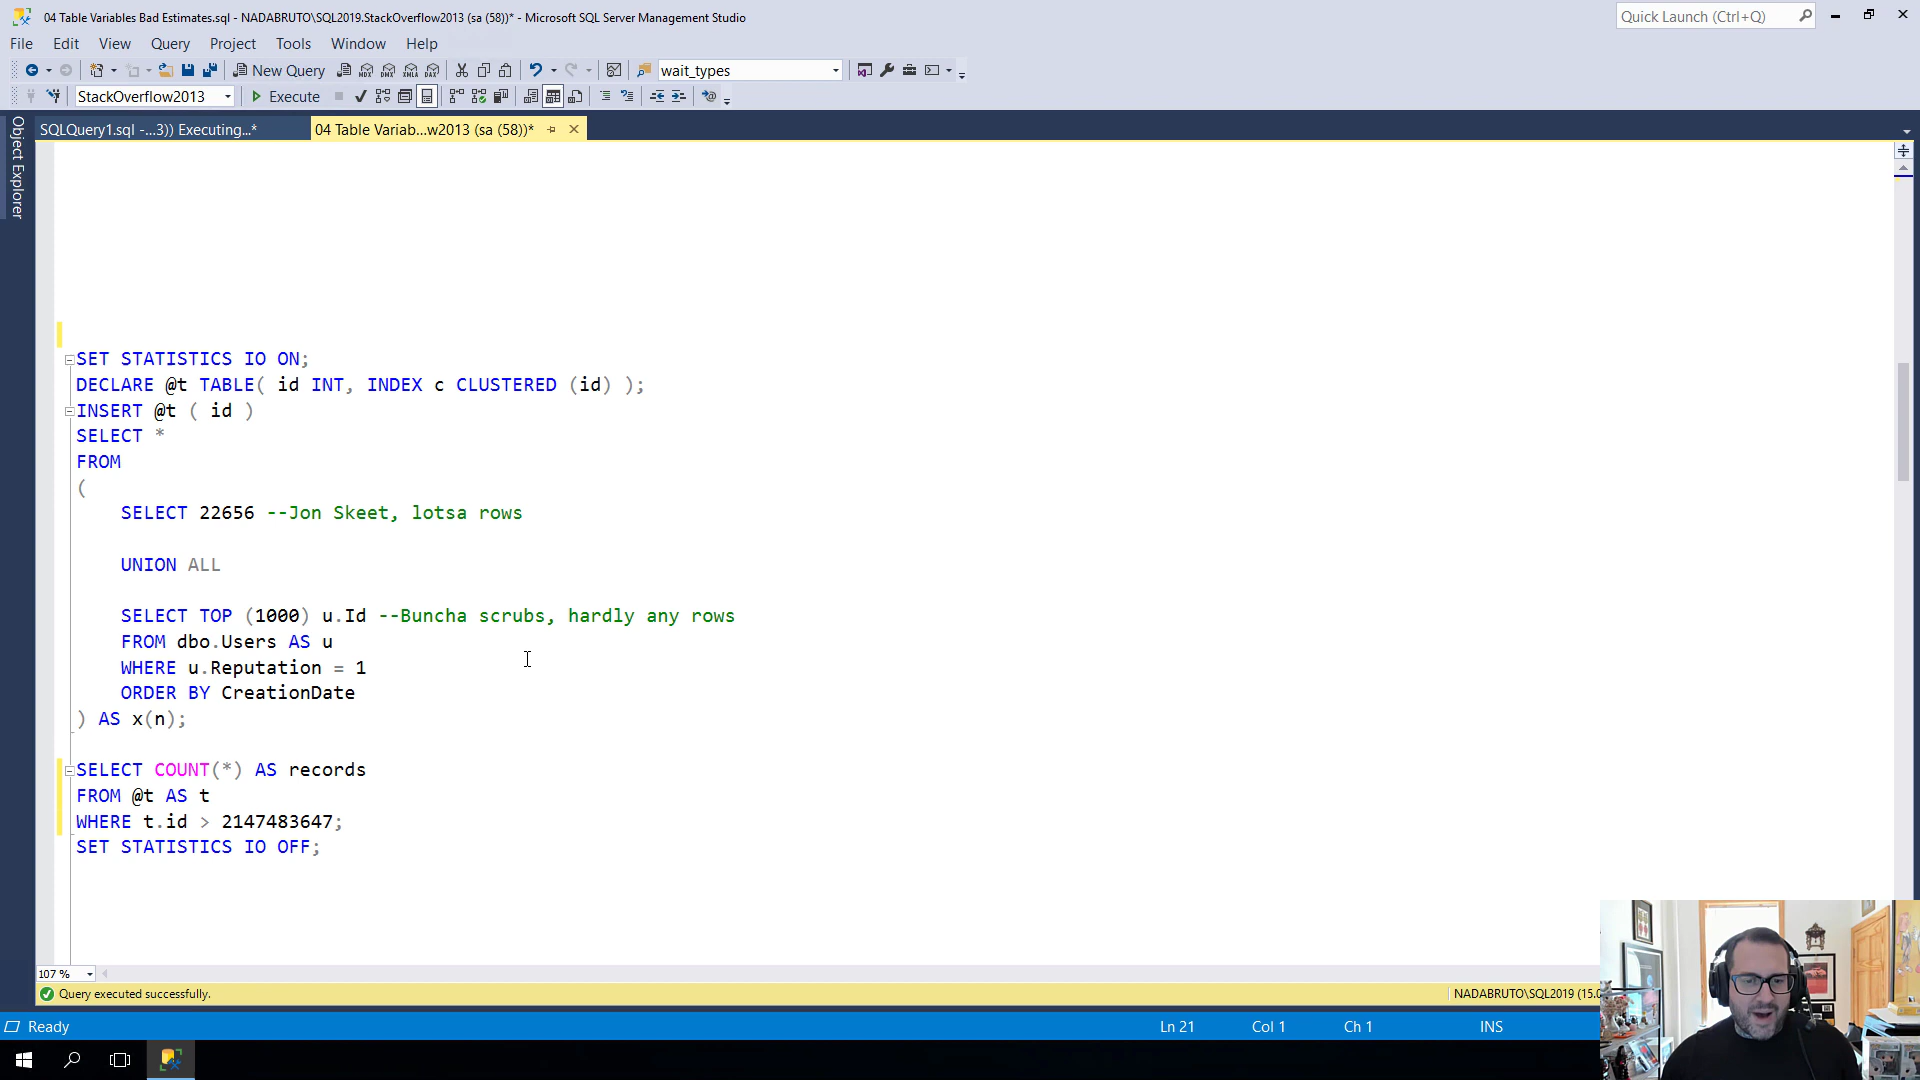 04 Table Variables Bad Estimates.sql - NADABRUTO\SQL2019.StackOverflow2013 (sa (58))* - Microsoft SQL Server Management Studio
Quick Launch (Ctrl+Q)
File Edit View Query Project Tools Window Help
New Query
MDX DMX XMLA DAX
wait_types
StackOverflow2013
Execute
SQLQuery1.sql -...3)) Executing...*
04 Table Variab...w2013 (sa (58))*
Object Explorer
SET STATISTICS IO ON;
DECLARE @t TABLE( id INT, INDEX c CLUSTERED (id) );
INSERT @t ( id )
SELECT *
FROM
(
SELECT 22656 --Jon Skeet, lotsa rows
UNION ALL
SELECT TOP (1000) u.Id --Buncha scrubs, hardly any rows
FROM dbo.Users AS u
WHERE u.Reputation = 1
ORDER BY CreationDate
) AS x(n);
SELECT COUNT(*) AS records
FROM @t AS t
WHERE t.id > 2147483647;
SET STATISTICS IO OFF;
107 %
Query executed successfully.
NADABRUTO\SQL2019 (15.0
Ready
Ln 21
Col 1
Ch 1
INS